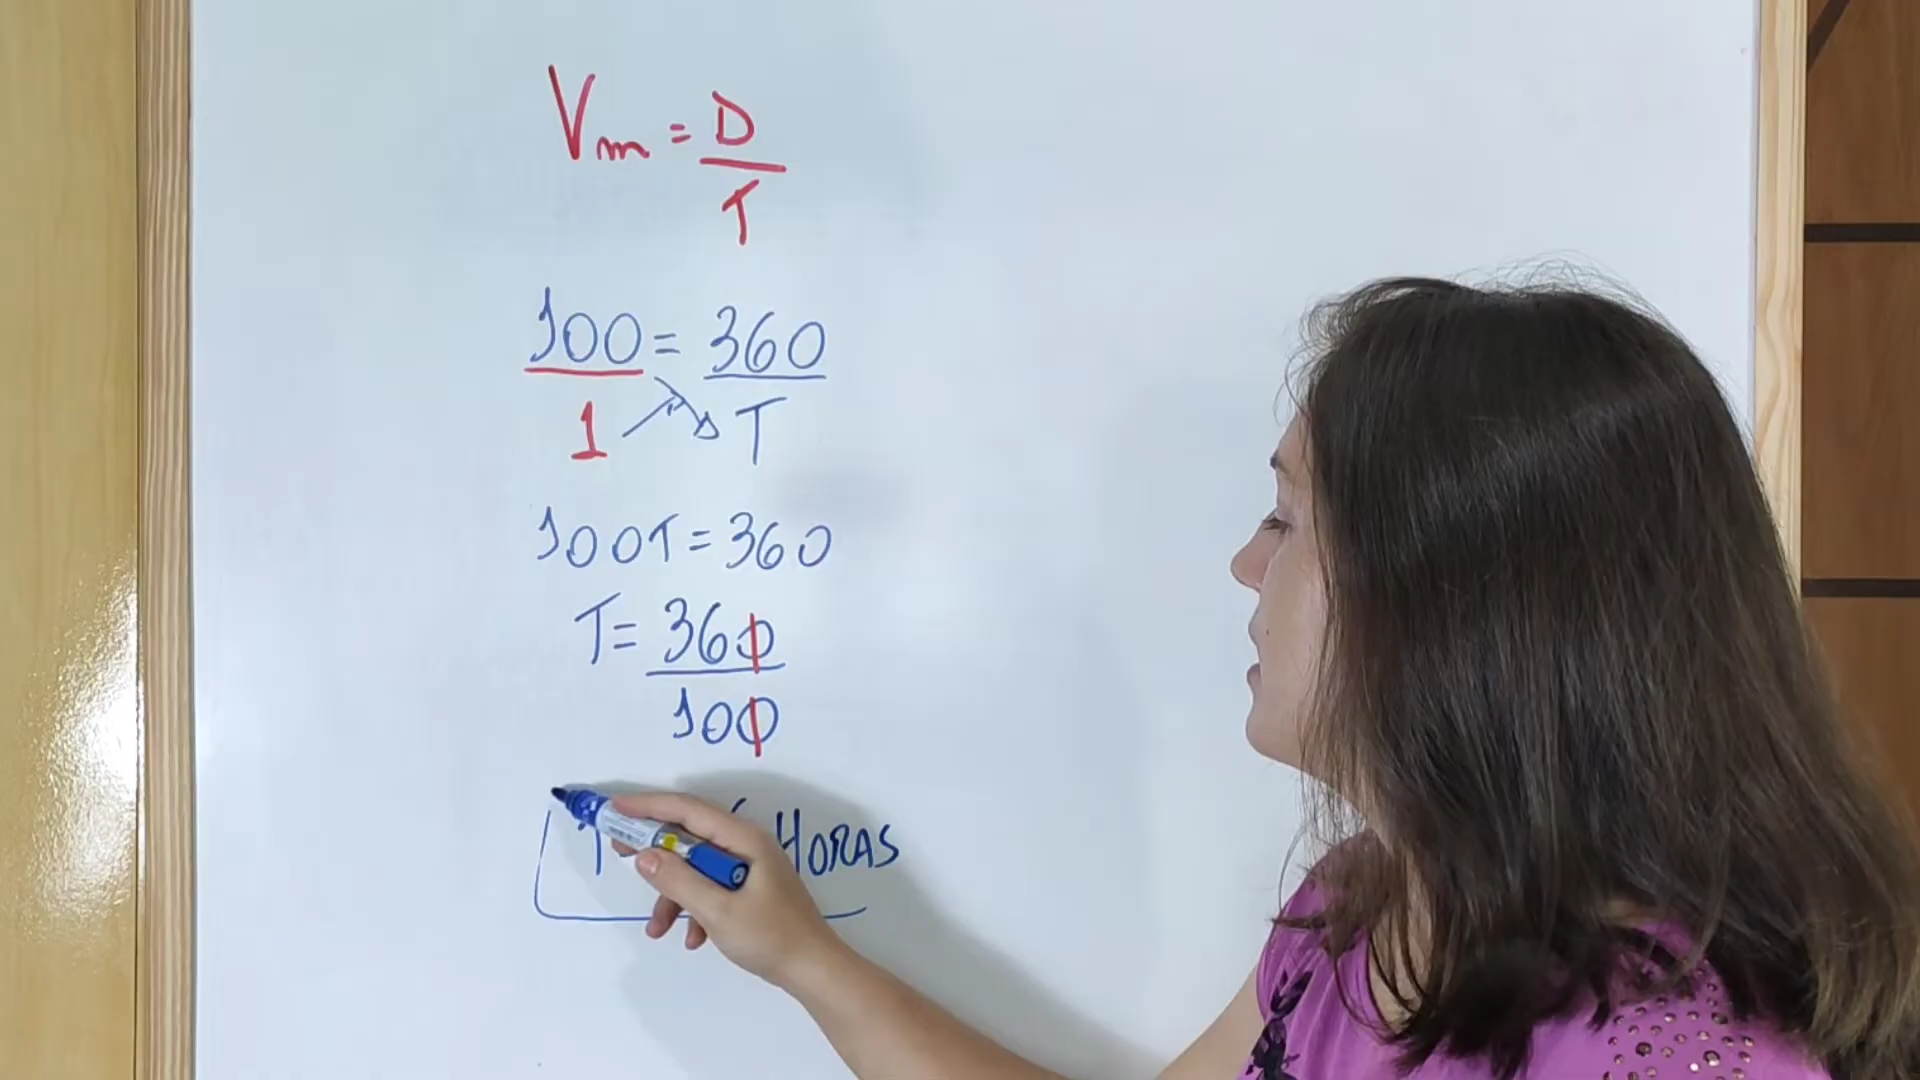 Vm = D
T
100 = 360
1 T
100T = 360
T = 360
100
HORAS